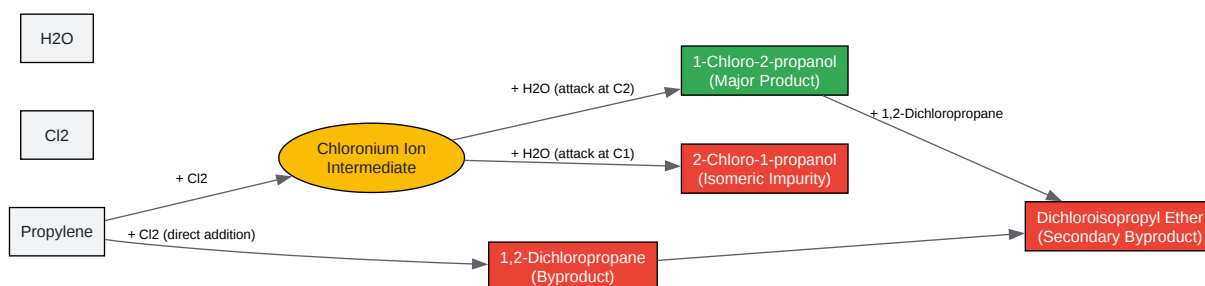 H2O
Cl2
Propylene
+ Cl2
+ Cl2 (direct addition)
Chloronium Ion
Intermediate
+ H2O (attack at C2)
+ H2O (attack at C1)
1,2-Dichloropropane
(Byproduct)
1-Chloro-2-propanol
(Major Product)
2-Chloro-1-propanol
(Isomeric Impurity)
+ 1,2-Dichloropropane
Dichloroisopropyl Ether
(Secondary Byproduct)